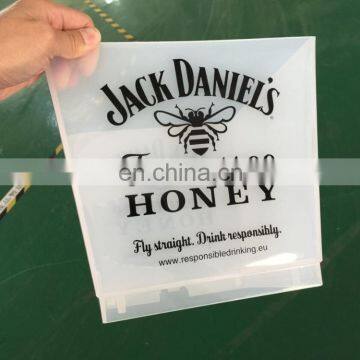 JACK DANIEL'S
en.china.cn
HONEY
Fly straight. Drink responsibly.
www.responsibledrinking.eu